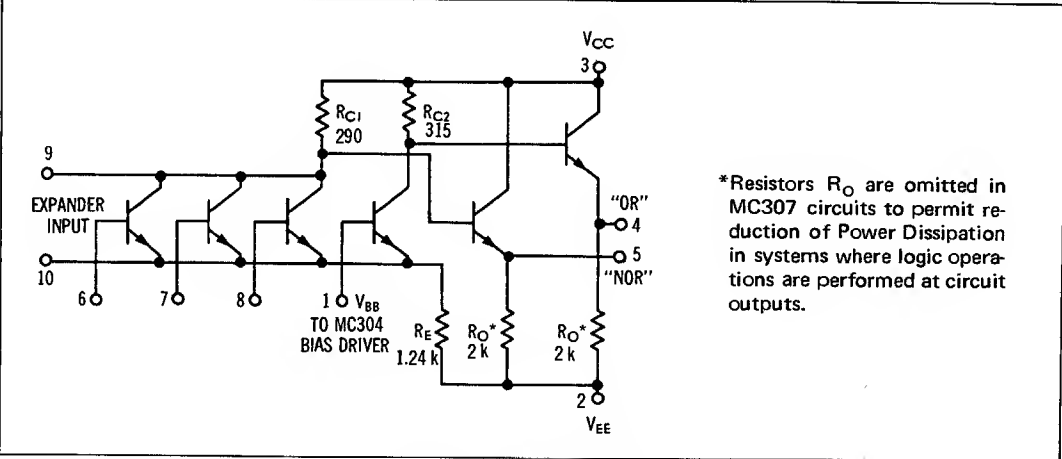 VCC
3
RC1
290
RC2
315
9
EXPANDER
INPUT
10
6
7
8
1 VBB
TO MC304
BIAS DRIVER
RE
1.24 k
RO*
2 k
RO*
2 k
"OR"
4
5
"NOR"
2
VEE
*Resistors RO are omitted in
MC307 circuits to permit re-
duction of Power Dissipation
in systems where logic opera-
tions are performed at circuit
outputs.